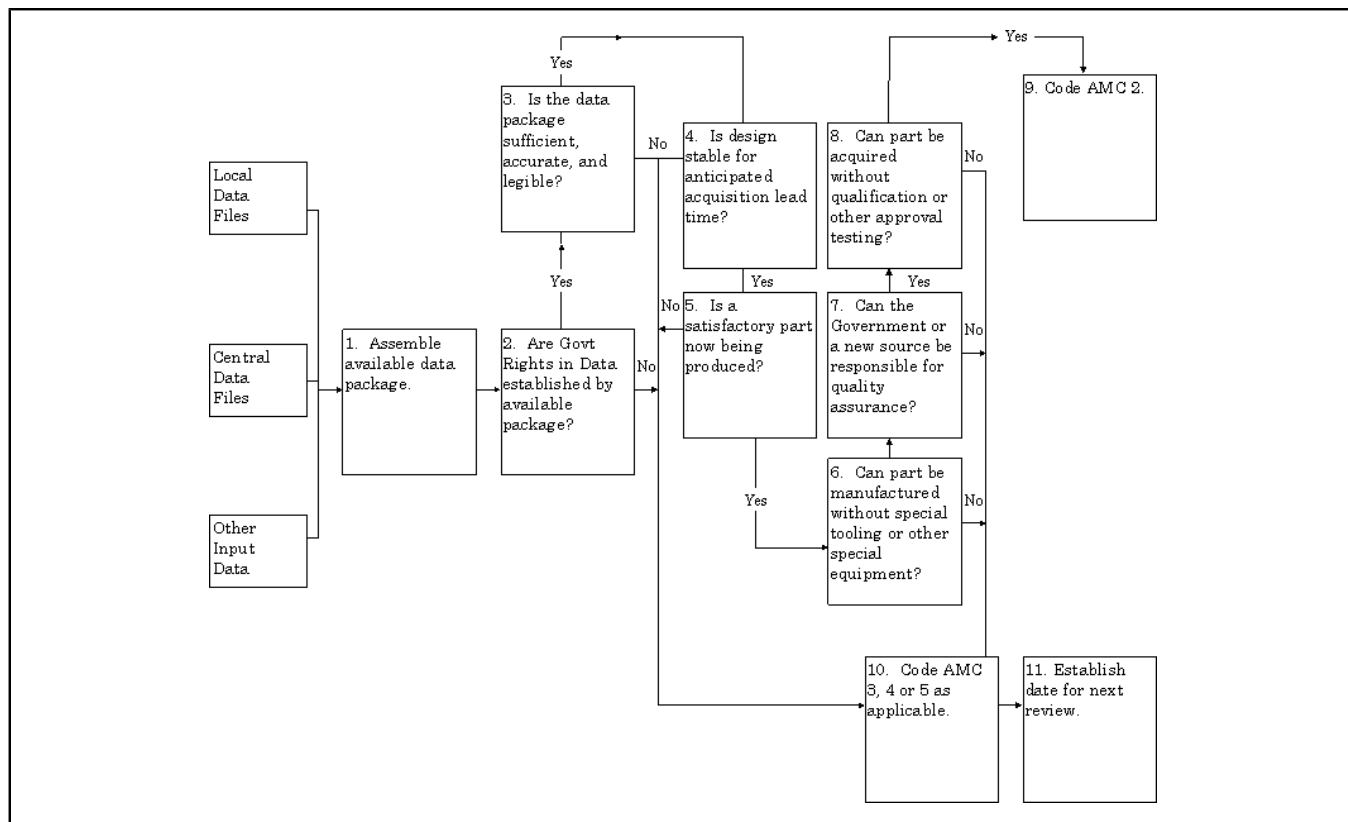 Local
Data
Files
Central
Data
Files
Other
Input
Data
1. Assemble
available data
package.
2. Are Govt
Rights in Data
established by
available
package?
Yes
No
3. Is the data
package
sufficient,
accurate, and
legible?
Yes
No
4. Is design
stable for
anticipated
acquisition lead
time?
Yes
5. Is a
satisfactory part
now being
produced?
No
Yes
6. Can part be
manufactured
without special
tooling or other
special
equipment?
No
7. Can the
Government or
a new source be
responsible for
quality
assurance?
Yes
No
8. Can part be
acquired
without
qualification or
other approval
testing?
No
Yes
9. Code AMC 2.
10. Code AMC
3, 4 or 5 as
applicable.
11. Establish
date for next
review.